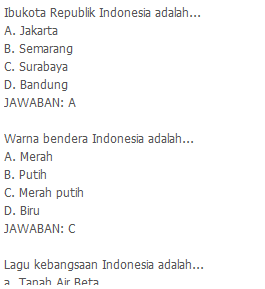 Ibukota Republik Indonesia adalah...
A. Jakarta
B. Semarang
C. Surabaya
D. Bandung
JAWABAN: A
Warna bendera Indonesia adalah...
A. Merah
B. Putih
C. Merah putih
D. Biru
JAWABAN: C
Lagu kebangsaan Indonesia adalah...
a. Tanah Air Beta